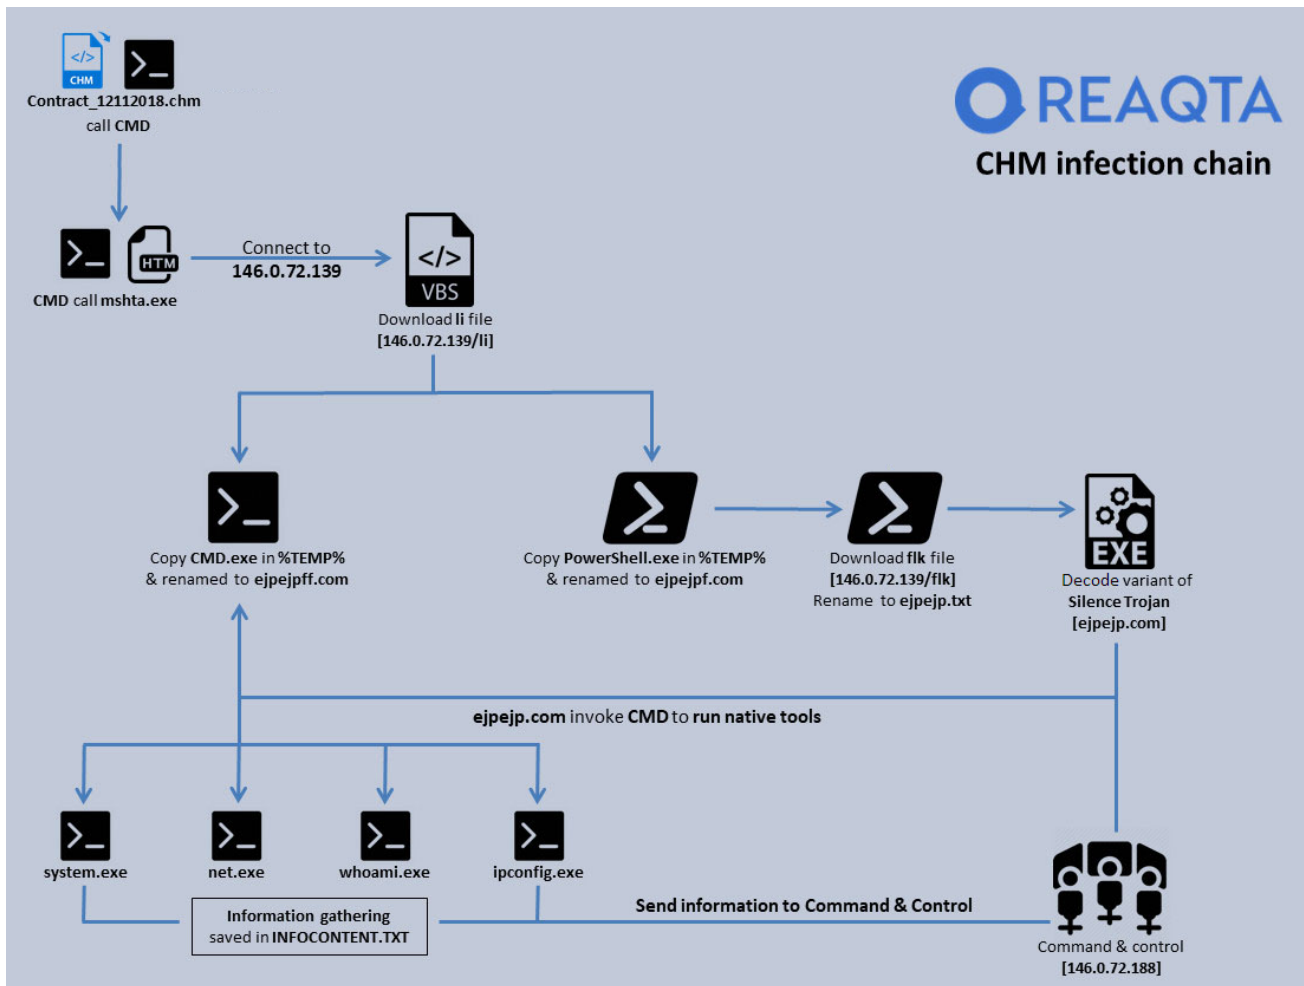 REAQTA
CHM infection chain
</>
CHM
>_
Contract_12112018.chm
call CMD
>_
HTM
CMD call mshta.exe
Connect to
146.0.72.139
</>
VBS
Download li file
[146.0.72.139/li]
>_
Copy CMD.exe in %TEMP%
& renamed to ejpejpff.com
Copy PowerShell.exe in %TEMP%
& renamed to ejpejpf.com
Download flk file
[146.0.72.139/flk]
Rename to ejpejp.txt
EXE
Decode variant of
Silence Trojan
[ejpejp.com]
ejpejp.com invoke CMD to run native tools
>_
system.exe
>_
net.exe
>_
whoami.exe
>_
ipconfig.exe
Information gathering
saved in INFOCONTENT.TXT
Send information to Command & Control
Command & control
[146.0.72.188]